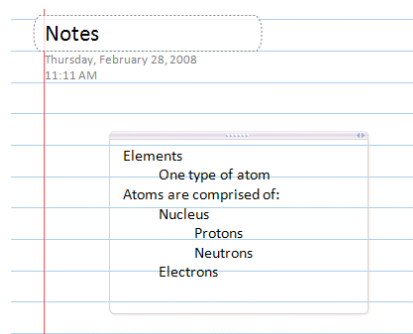 Notes
Thursday, February 28, 2008
11:11 AM
Elements
One type of atom
Atoms are comprised of:
Nucleus
Protons
Neutrons
Electrons